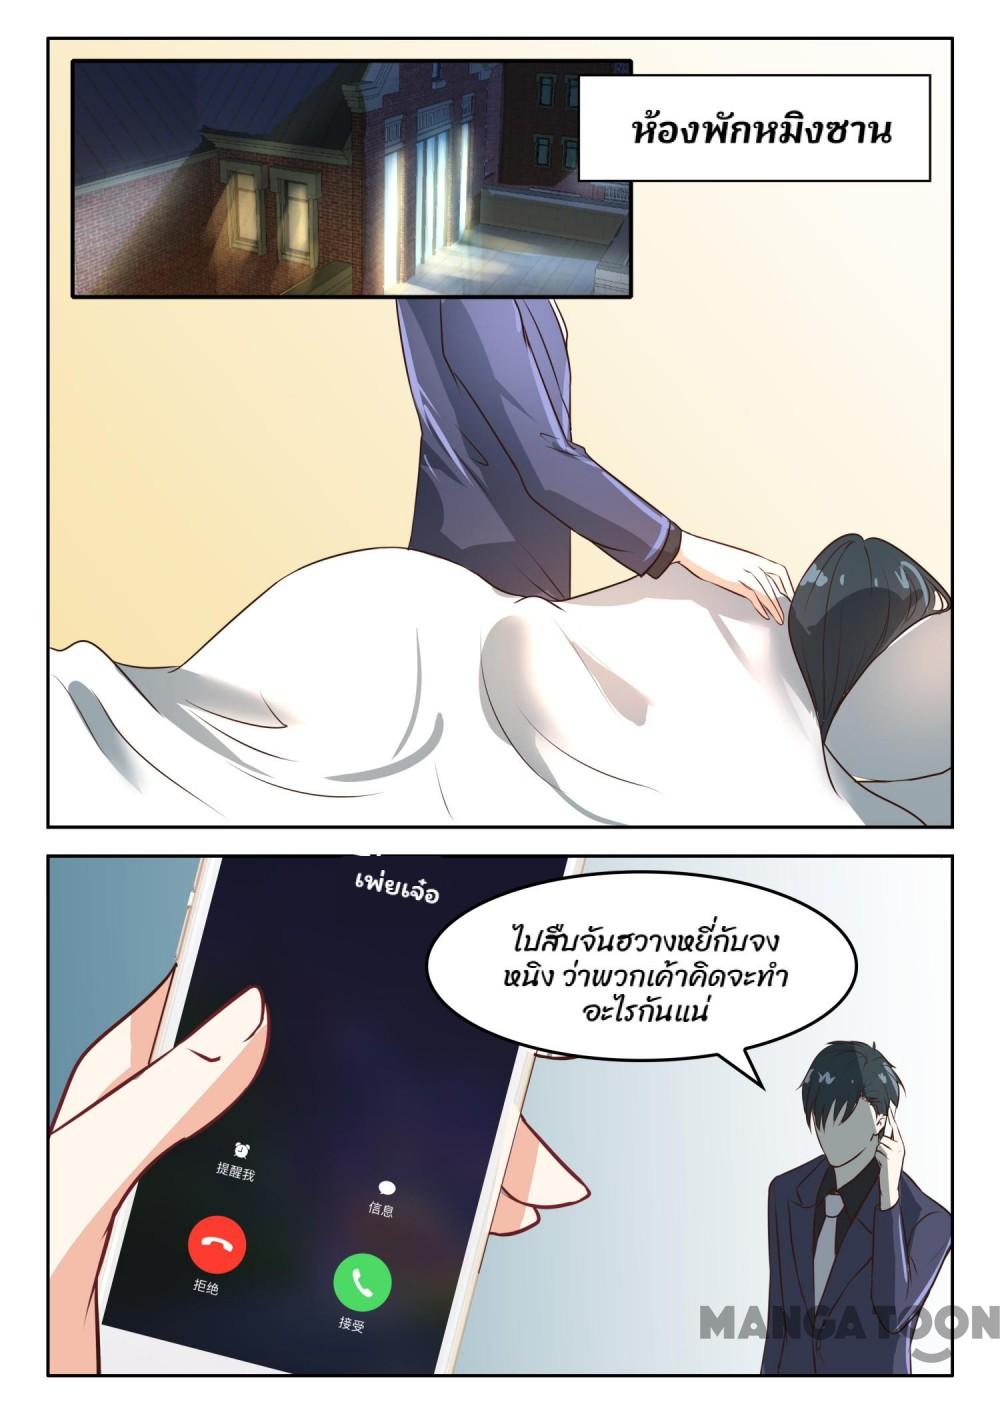 ห้องพักหมิงซาน
เพ่ยเจ๋อ
ไปสืบจันฮวางหยี่กับจง
หนิง ว่าพวกเค้าคิดจะทำ
อะไรกันแน่
提醒我
信息
拒绝
接受
MANGATOON